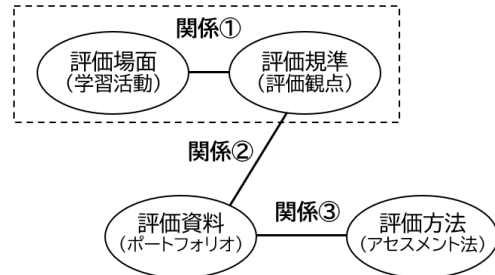 関係①
評価場面
(学習活動)
評価規準
(評価観点)
関係②
評価資料
(ポートフォリオ)
関係③
評価方法
(アセスメント法)